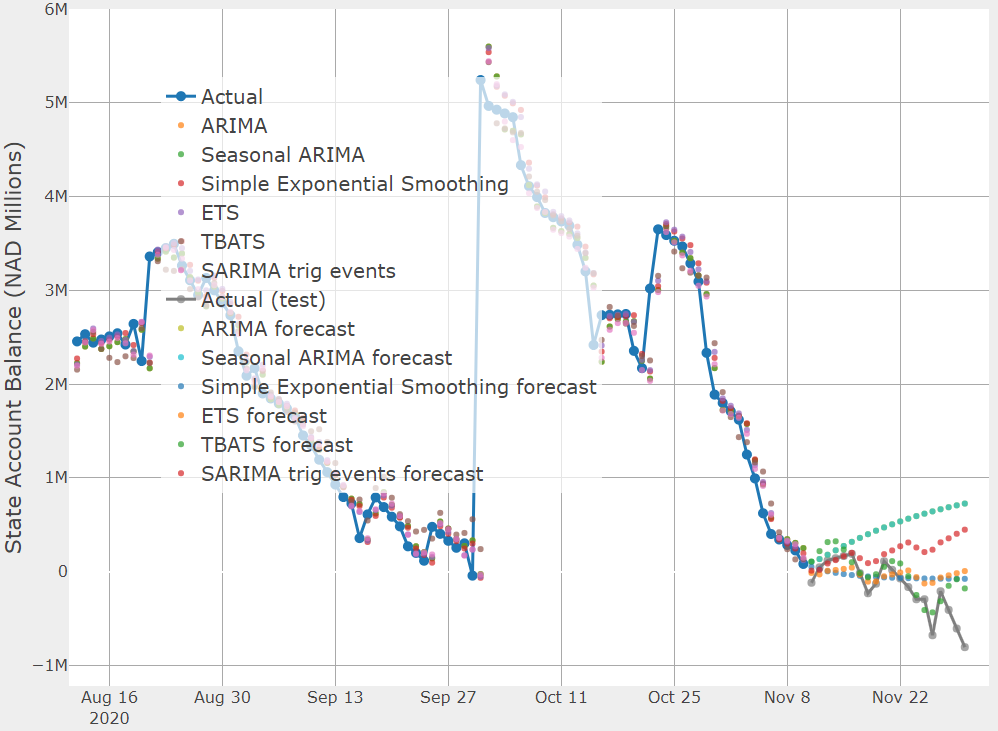 6M
5M
4M
3M
2M
1M
0
−1M
State Account Balance (NAD Millions)
Actual
ARIMA
Seasonal ARIMA
Simple Exponential Smoothing
ETS
TBATS
SARIMA trig events
Actual (test)
ARIMA forecast
Seasonal ARIMA forecast
Simple Exponential Smoothing forecast
ETS forecast
TBATS forecast
SARIMA trig events forecast
Aug 16
2020
Aug 30
Sep 13
Sep 27
Oct 11
Oct 25
Nov 8
Nov 22